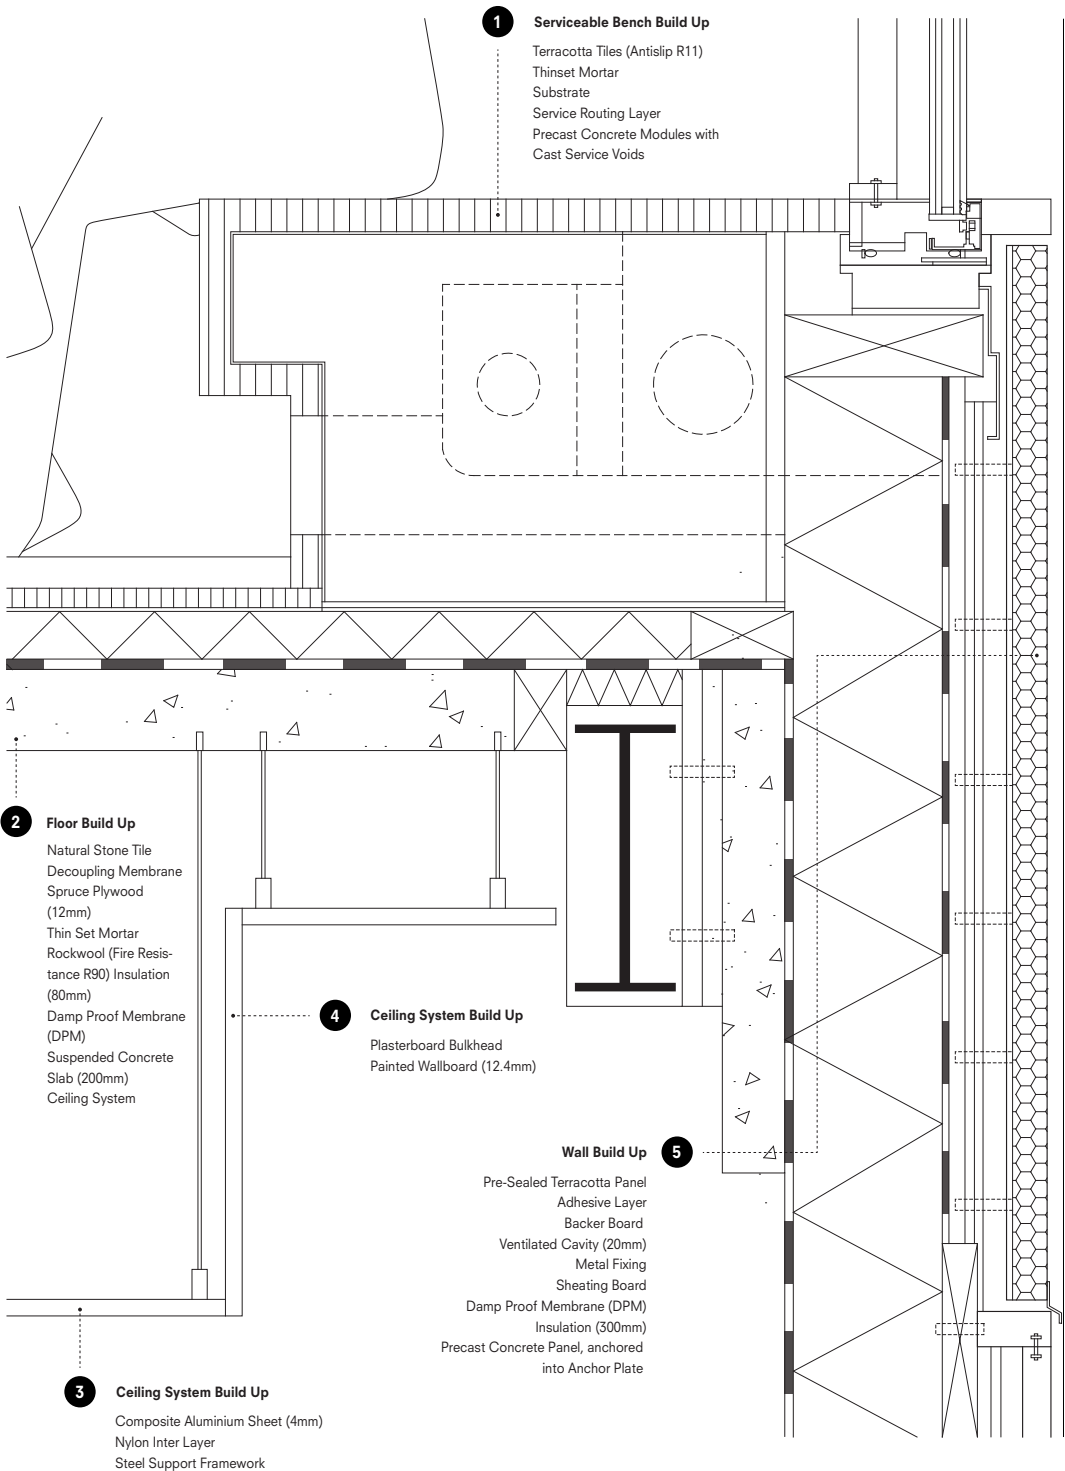 1
Serviceable Bench Build Up
Terracotta Tiles (Antislip R11)
Thinset Mortar
Substrate
Service Routing Layer
Precast Concrete Modules with
Cast Service Voids
2
Floor Build Up
Natural Stone Tile
Decoupling Membrane
Spruce Plywood
(12mm)
Thin Set Mortar
Rockwool (Fire Resis-
tance R90) Insulation
(80mm)
Damp Proof Membrane
(DPM)
Suspended Concrete
Slab (200mm)
Ceiling System
4
Ceiling System Build Up
Plasterboard Bulkhead
Painted Wallboard (12.4mm)
Wall Build Up
5
Pre-Sealed Terracotta Panel
Adhesive Layer
Backer Board
Ventilated Cavity (20mm)
Metal Fixing
Sheating Board
Damp Proof Membrane (DPM)
Insulation (300mm)
Precast Concrete Panel, anchored
into Anchor Plate
3
Ceiling System Build Up
Composite Aluminium Sheet (4mm)
Nylon Inter Layer
Steel Support Framework